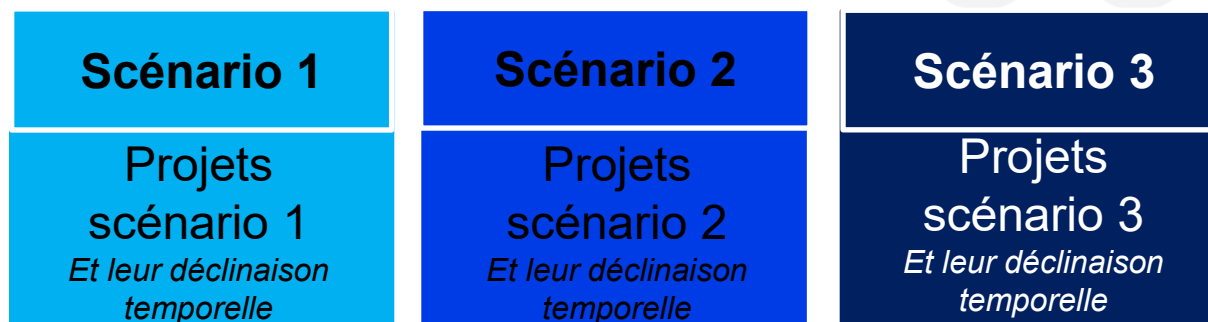 Scénario 1
Projets
scénario 1
Et leur déclinaison
temporelle
Scénario 2
Projets
scénario 2
Et leur déclinaison
temporelle
Scénario 3
Projets
scénario 3
Et leur déclinaison
temporelle